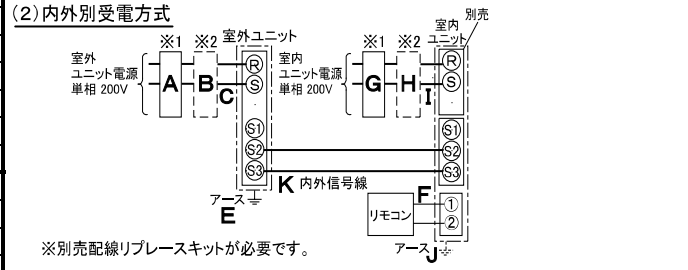 (2)内外別受電方式
室外
ユニット電源
単相 200V
※1
※2
A
B
C
室外ユニット
R
S
S1
S2
S3
アース
E
室内
ユニット電源
単相 200V
※1
※2
G
H
I
室内
ユニット
別売
R
S
S1
S2
S3
K 内外信号線
F
リモコン
1
2
アース
J
※別売配線リプレースキットが必要です。